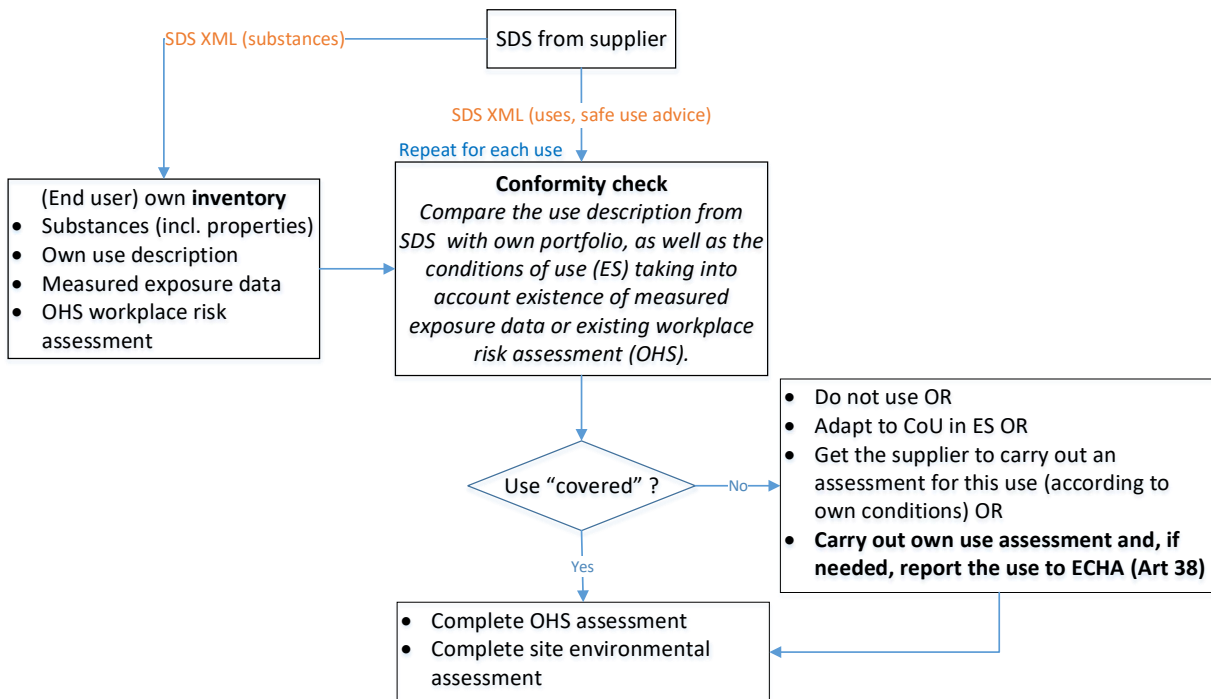 SDS from supplier
SDS XML (substances)
SDS XML (uses, safe use advice)
Repeat for each use
(End user) own inventory
• Substances (incl. properties)
• Own use description
• Measured exposure data
• OHS workplace risk
assessment
Conformity check
Compare the use description from
SDS with own portfolio, as well as the
conditions of use (ES) taking into
account existence of measured
exposure data or existing workplace
risk assessment (OHS).
Use “covered” ?
No
• Do not use OR
• Adapt to CoU in ES OR
• Get the supplier to carry out an
assessment for this use (according to
own conditions) OR
• Carry out own use assessment and, if
needed, report the use to ECHA (Art 38)
Yes
• Complete OHS assessment
• Complete site environmental
assessment